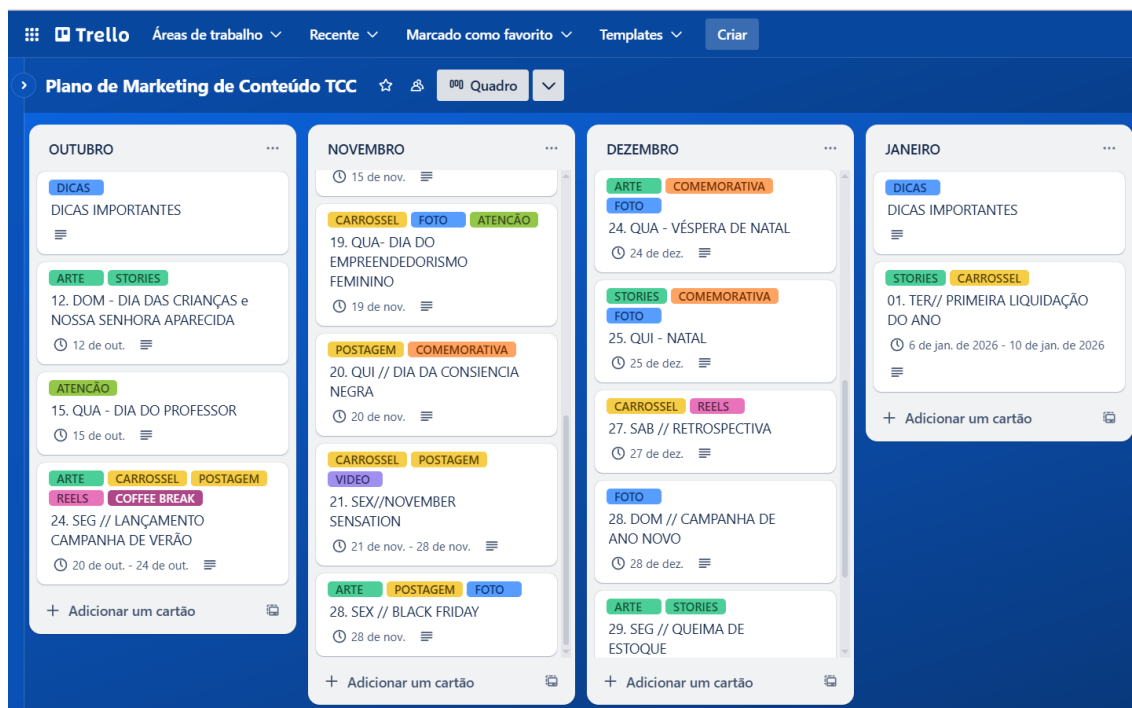 Trello Áreas de trabalho Recente Marcado como favorito Templates Criar
Plano de Marketing de Conteúdo TCC Quadro
OUTUBRO
DICAS
DICAS IMPORTANTES
ARTE STORIES
12. DOM - DIA DAS CRIANÇAS e
NOSSA SENHORA APARECIDA
12 de out.
ATENCÃO
15. QUA - DIA DO PROFESSOR
15 de out.
ARTE CARROSSEL POSTAGEM
REELS COFFEE BREAK
24. SEG // LANÇAMENTO
CAMPANHA DE VERÃO
20 de out. - 24 de out.
+ Adicionar um cartão
NOVEMBRO
15 de nov.
CARROSSEL FOTO ATENCÃO
19. QUA- DIA DO
EMPREENDEDORISMO
FEMININO
19 de nov.
POSTAGEM COMEMORATIVA
20. QUI // DIA DA CONSIENCIA
NEGRA
20 de nov.
CARROSSEL POSTAGEM
VIDEO
21. SEX//NOVEMBER
SENSATION
21 de nov. - 28 de nov.
ARTE POSTAGEM FOTO
28. SEX // BLACK FRIDAY
28 de nov.
+ Adicionar um cartão
DEZEMBRO
ARTE COMEMORATIVA
FOTO
24. QUA - VÉSPERA DE NATAL
24 de dez.
STORIES COMEMORATIVA
FOTO
25. QUI - NATAL
25 de dez.
CARROSSEL REELS
27. SAB // RETROSPECTIVA
27 de dez.
FOTO
28. DOM // CAMPANHA DE
ANO NOVO
28 de dez.
ARTE STORIES
29. SEG // QUEIMA DE
ESTOQUE
+ Adicionar um cartão
JANEIRO
DICAS
DICAS IMPORTANTES
STORIES CARROSSEL
01. TER// PRIMEIRA LIQUIDAÇÃO
DO ANO
6 de jan. de 2026 - 10 de jan. de 2026
+ Adicionar um cartão